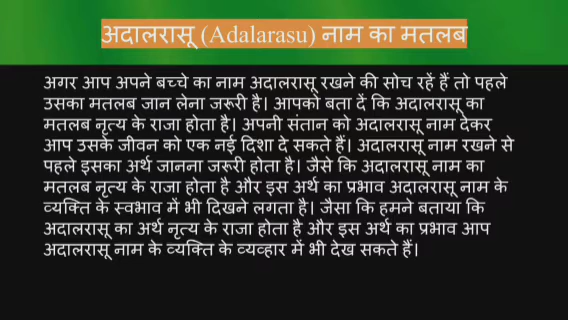 अदालरासू (Adalarasu) नाम का मतलब
अगर आप अपने बच्चे का नाम अदालरासू रखने की सोच रहें हैं तो पहले
उसका मतलब जान लेना जरूरी है। आपको बता दें कि अदालरासू का
मतलब नृत्य के राजा होता है। अपनी संतान को अदालरासू नाम देकर
आप उसके जीवन को एक नई दिशा दे सकते हैं। अदालरासू नाम रखने से
पहले इसका अर्थ जानना जरूरी होता है। जैसे कि अदालरासू नाम का
मतलब नृत्य के राजा होता है और इस अर्थ का प्रभाव अदालरासू नाम के
व्यक्ति के स्वभाव में भी दिखने लगता है। जैसा कि हमने बताया कि
अदालरासू का अर्थ नृत्य के राजा होता है और इस अर्थ का प्रभाव आप
अदालरासू नाम के व्यक्ति के व्यव्हार में भी देख सकते हैं।